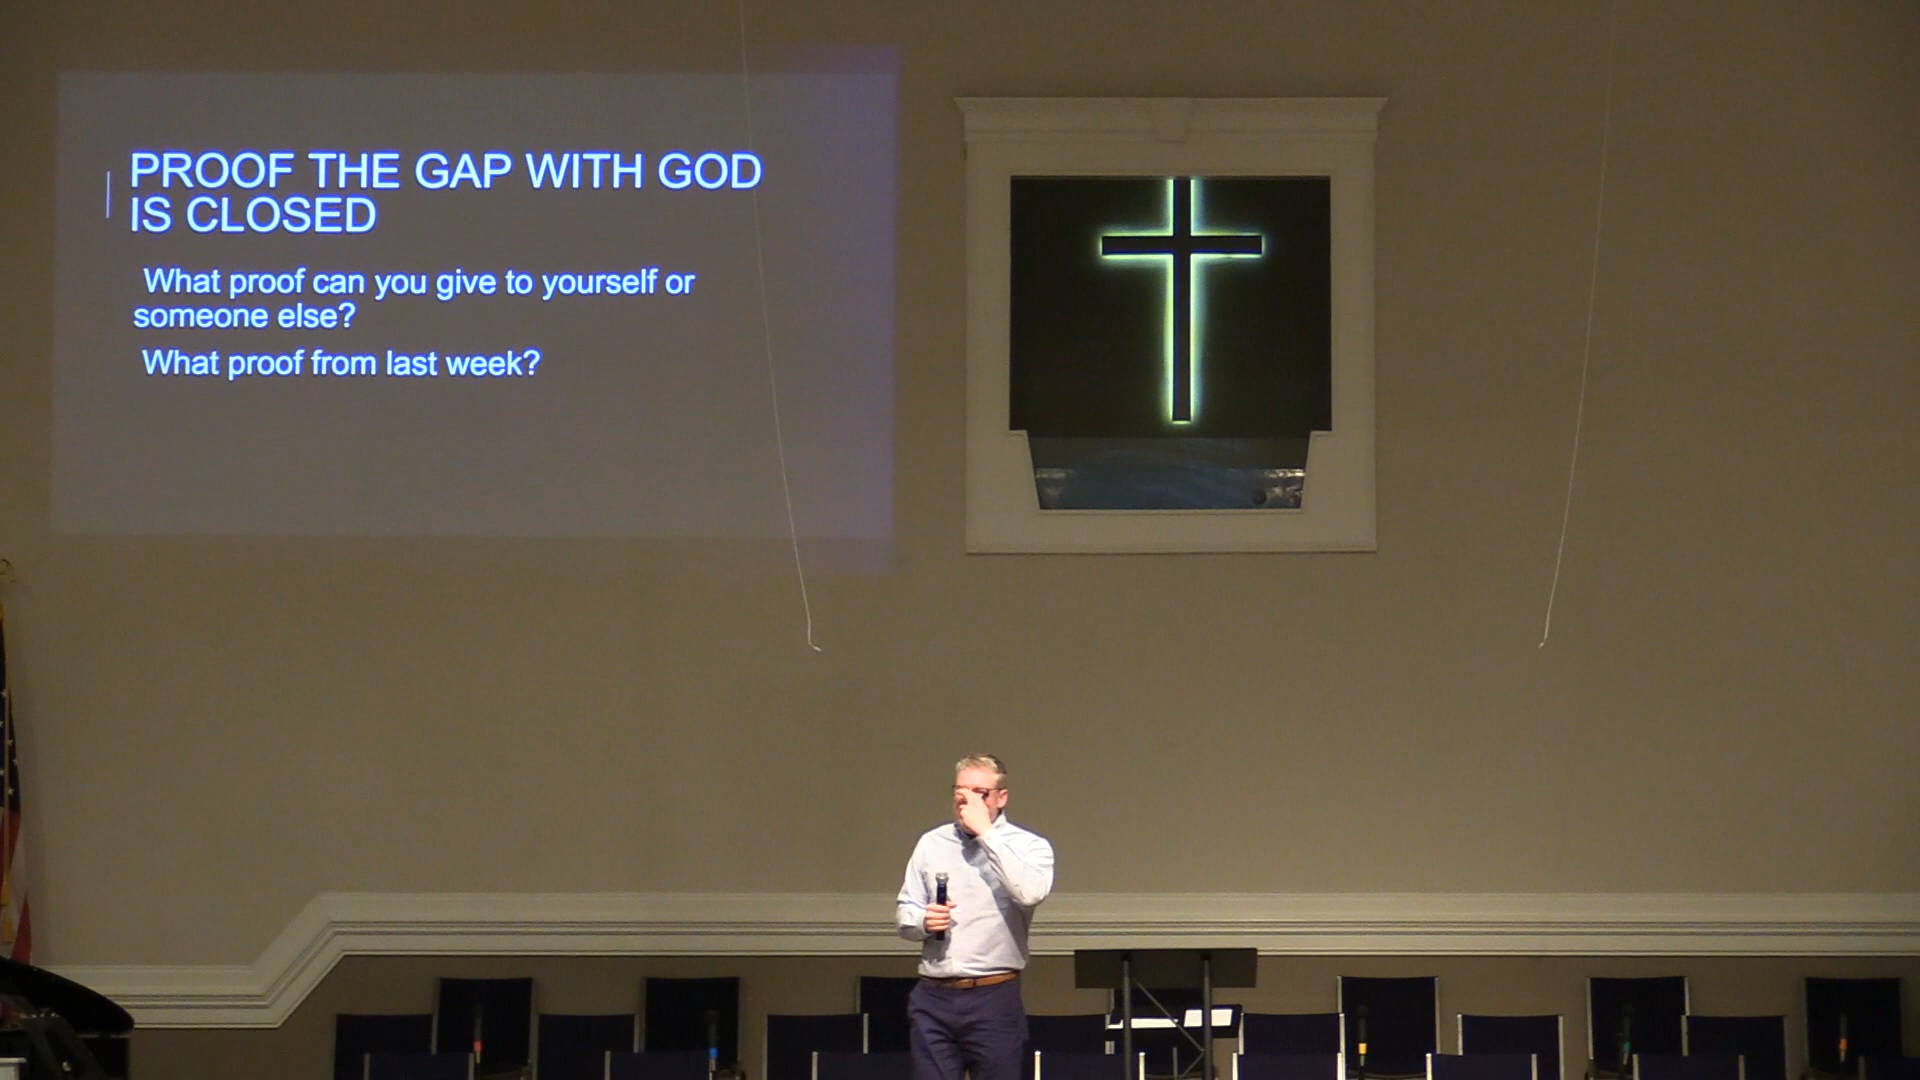 PROOF THE GAP WITH GOD
IS CLOSED
What proof can you give to yourself or
someone else?
What proof from last week?